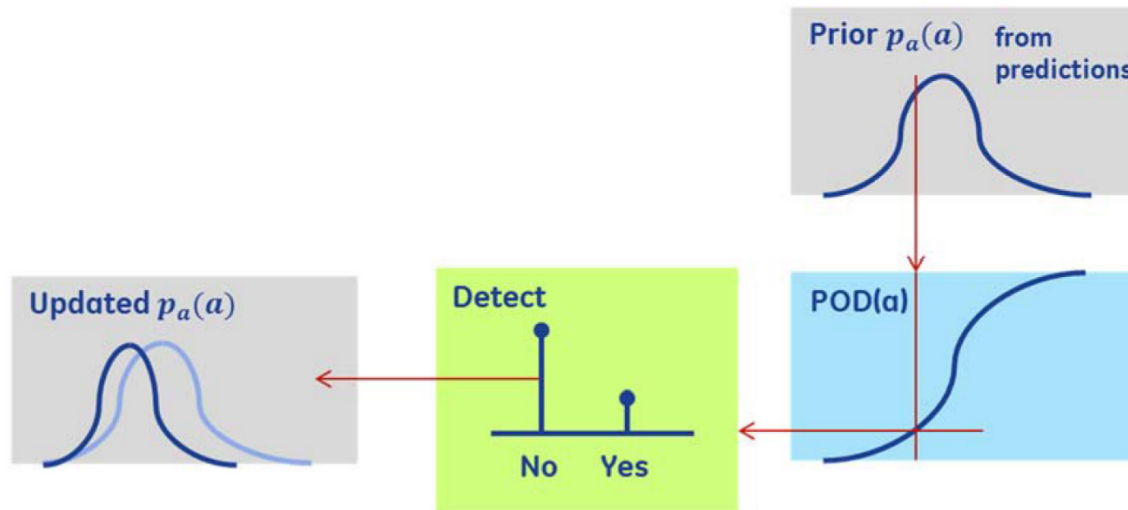 Prior pₐ(a) from
predictions
Updated pₐ(a)
Detect
No Yes
POD(a)